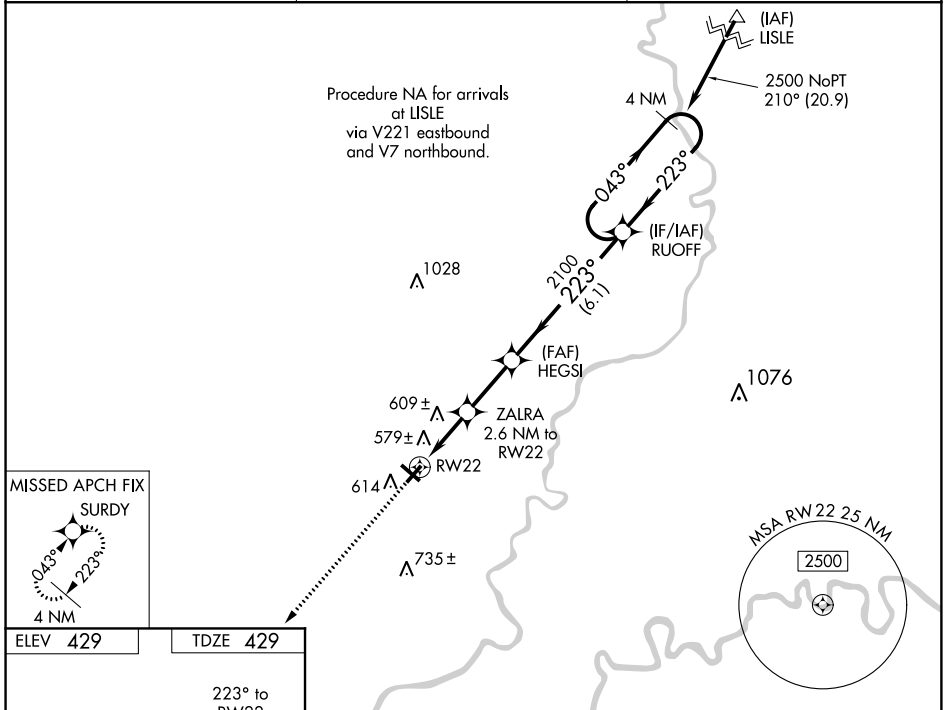 (IAF)
LISLE
2500 NoPT
210° (20.9)
Procedure NA for arrivals
at LISLE
via V221 eastbound
and V7 northbound.
4 NM
043°
223°
(IF/IAF)
RUOFF
2100
223°
(6.1)
1028
(FAF)
HEGSI
1076
609 ±
ZALRA
2.6 NM to
RW22
579±
RW22
614
MISSED APCH FIX
SURDY
043°
223°
4 NM
735 ±
MSA RW 22 25 NM
2500
ELEV 429
TDZE 429
223° to
RW22